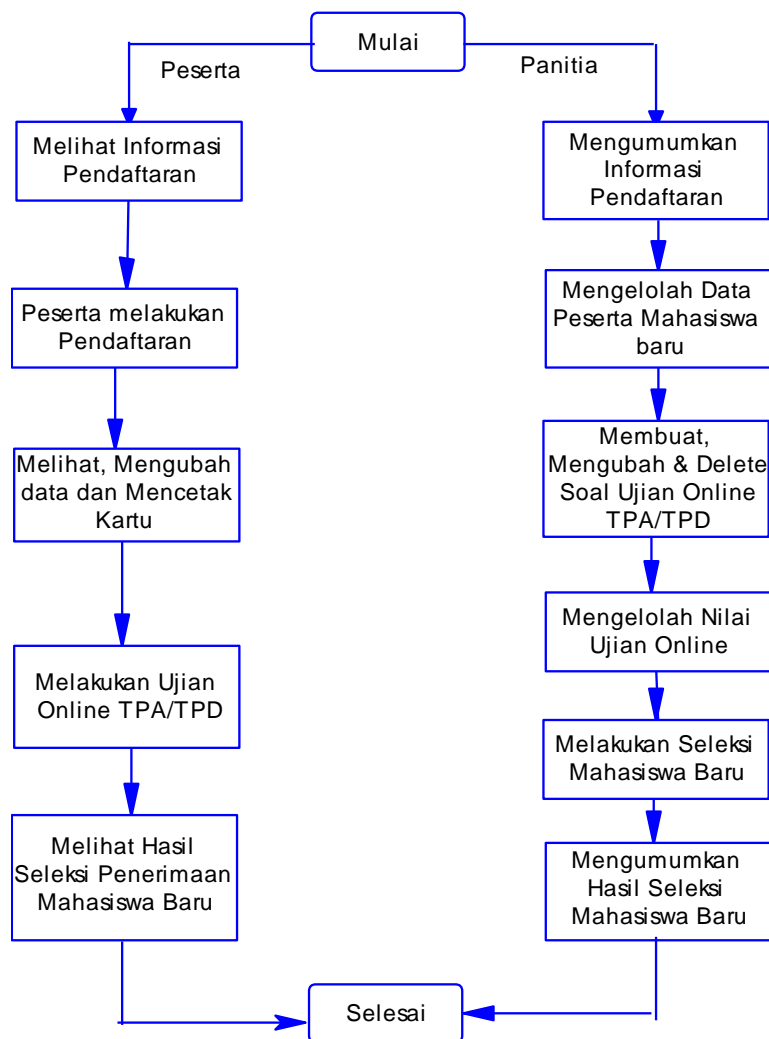 Mulai
Peserta
Panitia
Melihat Informasi
Pendaftaran
Peserta melakukan
Pendaftaran
Melihat, Mengubah
data dan Mencetak
Kartu
Melakukan Ujian
Online TPA/TPD
Melihat Hasil
Seleksi Penerimaan
Mahasiswa Baru
Mengumumkan
Informasi
Pendaftaran
Mengelolah Data
Peserta Mahasiswa
baru
Membuat,
Mengubah & Delete
Soal Ujian Online
TPA/TPD
Mengelolah Nilai
Ujian Online
Melakukan Seleksi
Mahasiswa Baru
Mengumumkan
Hasil Seleksi
Mahasiswa Baru
Selesai